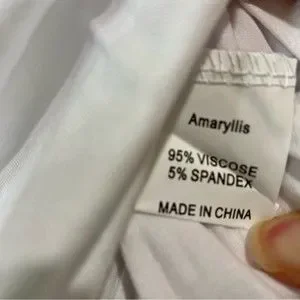 Amaryllis
95% VISCOSE
5% SPANDEX
MADE IN CHINA